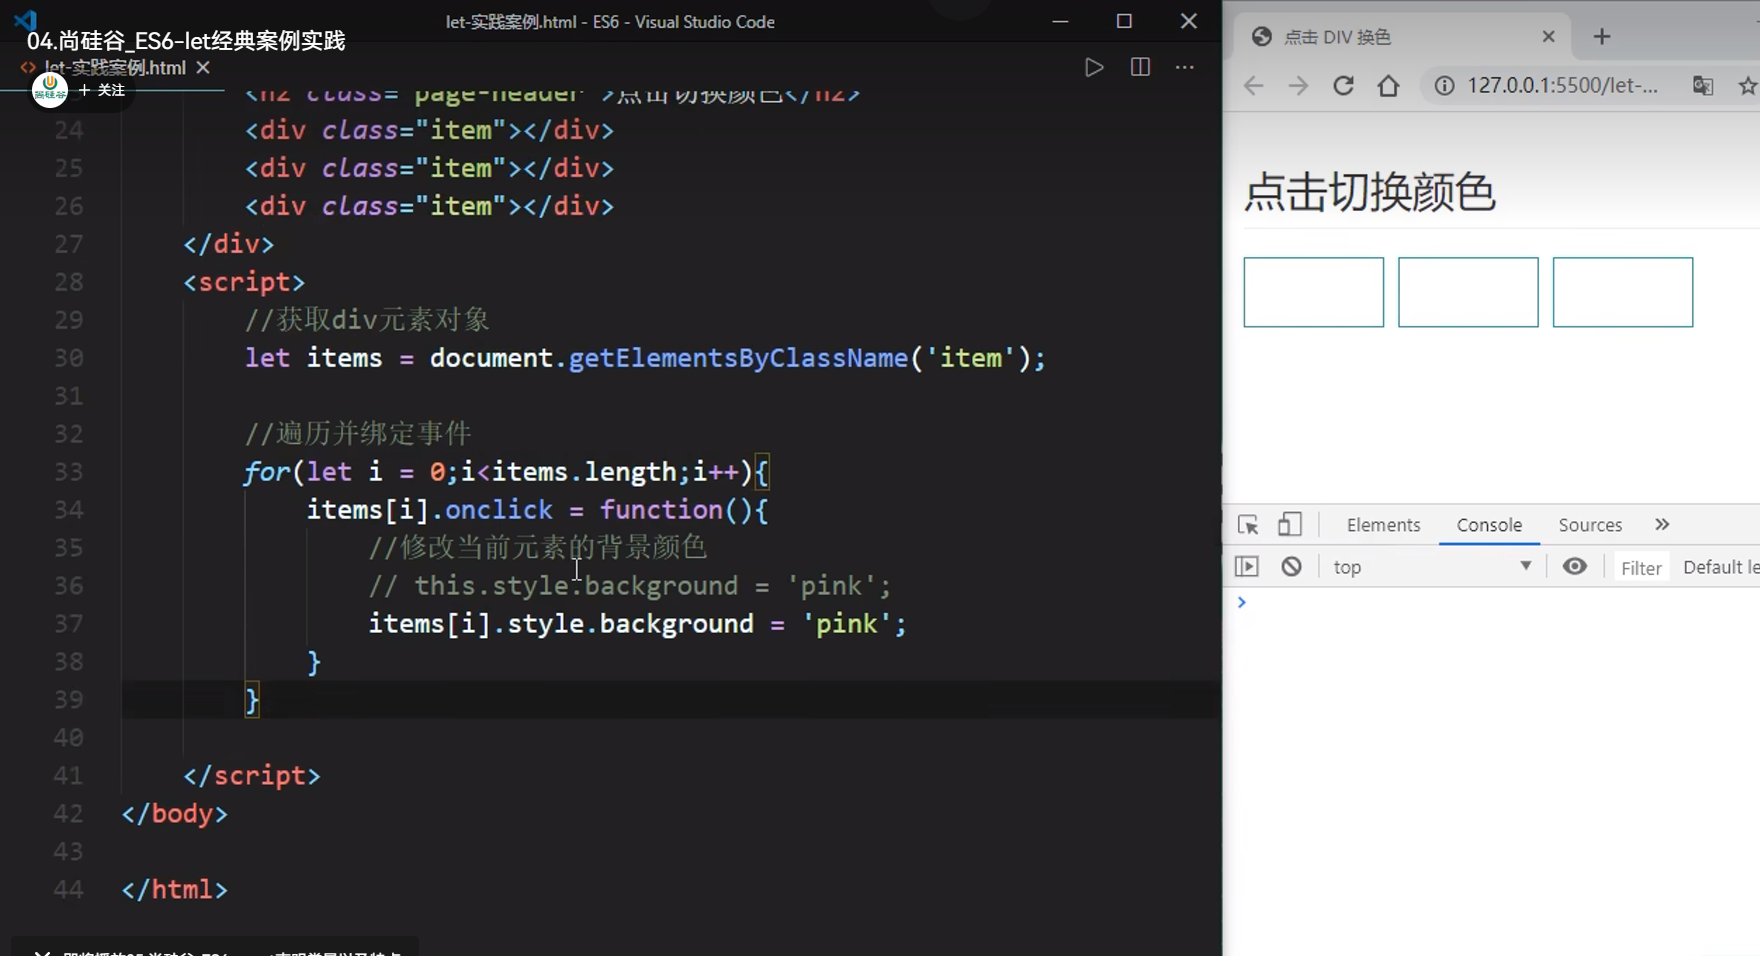 let-实践案例.html - ES6 - Visual Studio Code
04.尚硅谷_ES6-let经典案例实践
let-实践案例.html
尚硅谷
+ 关注
<h2 class="page-header">点击切换颜色</h2>
24 <div class="item"></div>
25 <div class="item"></div>
26 <div class="item"></div>
27 </div>
28 <script>
29 //获取div元素对象
30 let items = document.getElementsByClassName('item');
31
32 //遍历并绑定事件
33 for(let i = 0;i<items.length;i++){
34 items[i].onclick = function(){
35 //修改当前元素的背景颜色
36 // this.style.background = 'pink';
37 items[i].style.background = 'pink';
38 }
39 }
40
41 </script>
42 </body>
43
44 </html>
点击 DIV 换色
127.0.0.1:5500/let-...
点击切换颜色
Elements Console Sources
top Filter Default le